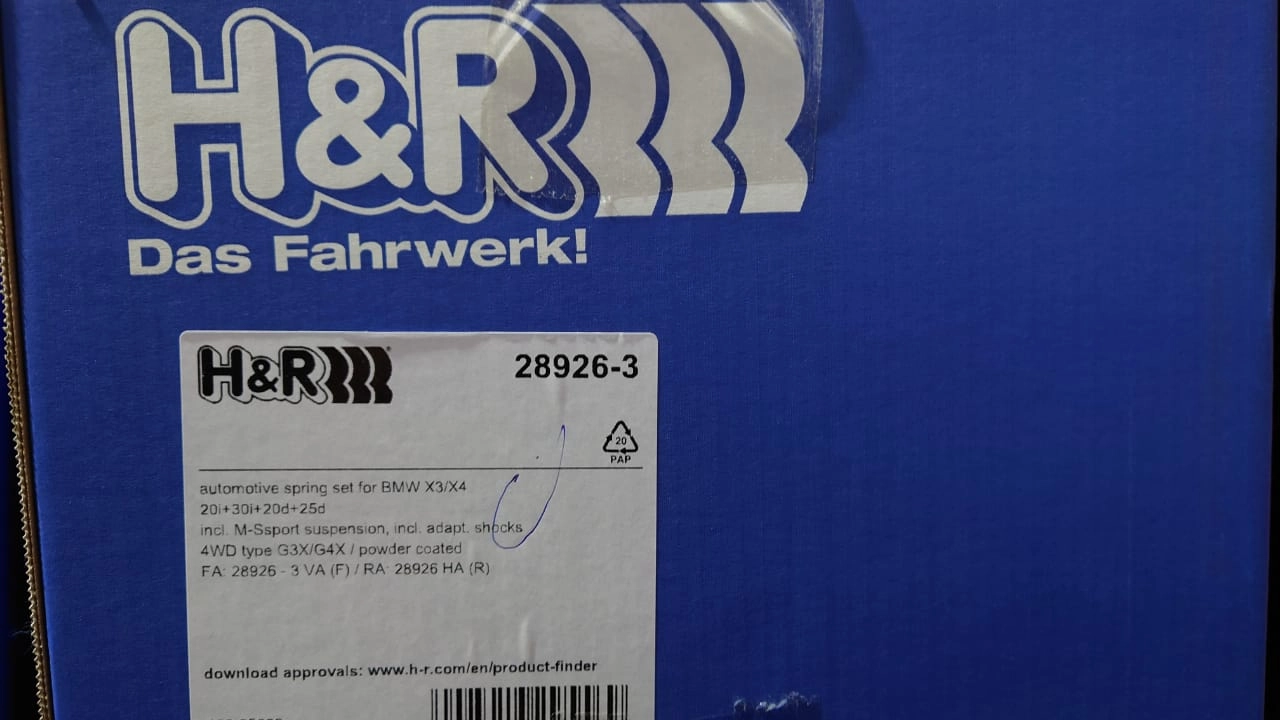 H&R
Das Fahrwerk!
H&R
28926-3
20
PAP
automotive spring set for BMW X3/X4
20i+30i+20d+25d
incl. M-Ssport suspension, incl. adapt. shocks
4WD type G3X/G4X / powder coated
FA: 28926 - 3 VA (F) / RA: 28926 HA (R)
download approvals: www.h-r.com/en/product-finder